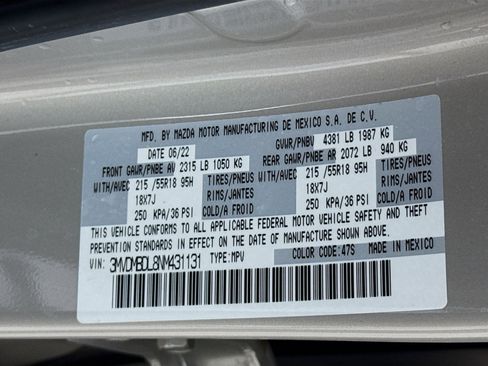 MFD. BY MAZDA MOTOR MANUFACTURING DE MEXICO S.A. DE C.V.
DATE 06/22 GVWR/PNBV 4381 LB 1987 KG
FRONT GAWR/PNBE AV 2315 LB 1050 KG REAR GAWR/PNBE AR 2072 LB 940 KG
WITH/AVEC 215 /55R18 95H TIRES/PNEUS WITH/AVEC 215 /55R18 95H TIRES/PNEUS
18X7J RIMS/JANTES 18X7J RIMS/JANTES
250 KPA/36 PSI COLD/A FROID 250 KPA/36 PSI COLD/A FROID
THIS VEHICLE CONFORMS TO ALL APPLICABLE FEDERAL MOTOR VEHICLE SAFETY AND THEFT
PREVENTION STANDARDS IN EFFECT ON THE DATE OF MANUFACTURE SHOWN ABOVE.
VIN: 3MVDMBDL8NM431131 TYPE: MPV COLOR CODE: 47S MADE IN MEXICO